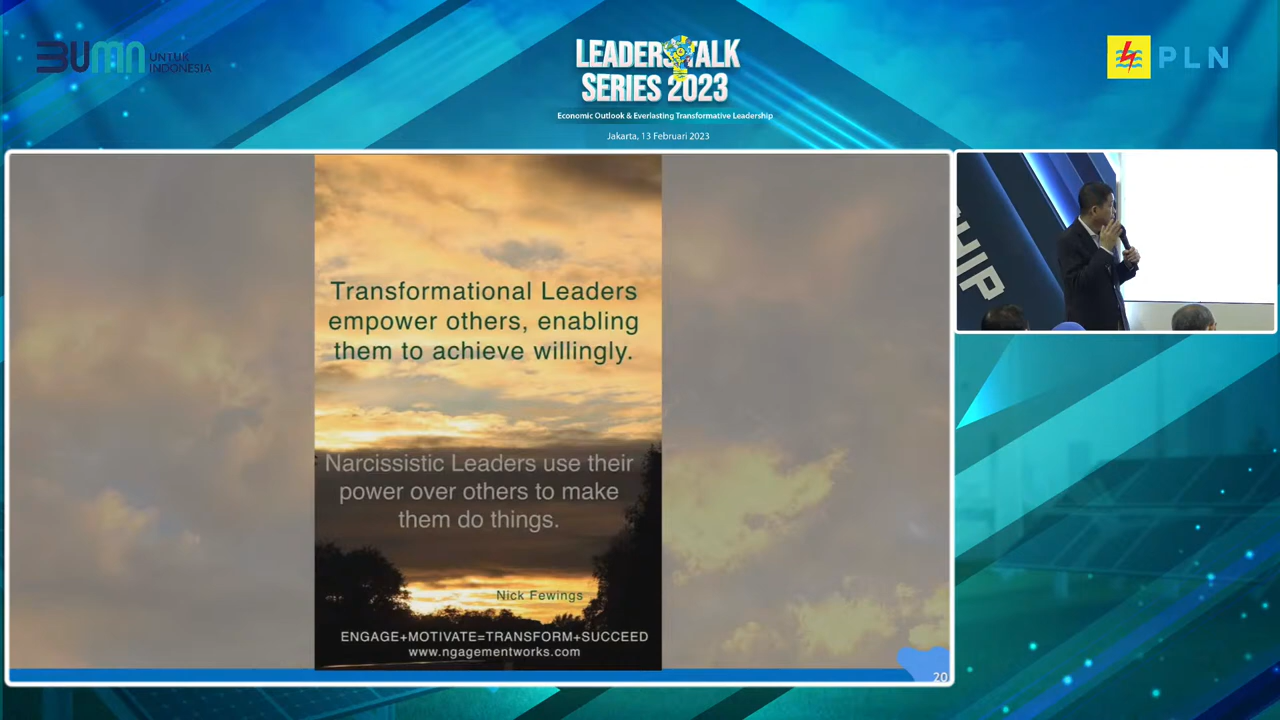 BUMN
UNTUK
INDONESIA
LEADERSTALK
SERIES 2023
Economic Outlook & Everlasting Transformative Leadership
Jakarta, 13 Februari 2023
PLN
Transformational Leaders
empower others, enabling
them to achieve willingly.
Narcissistic Leaders use their
power over others to make
them do things.
Nick Fewings
ENGAGE+MOTIVATE=TRANSFORM+SUCCEED
www.ngagementworks.com
20
HIP